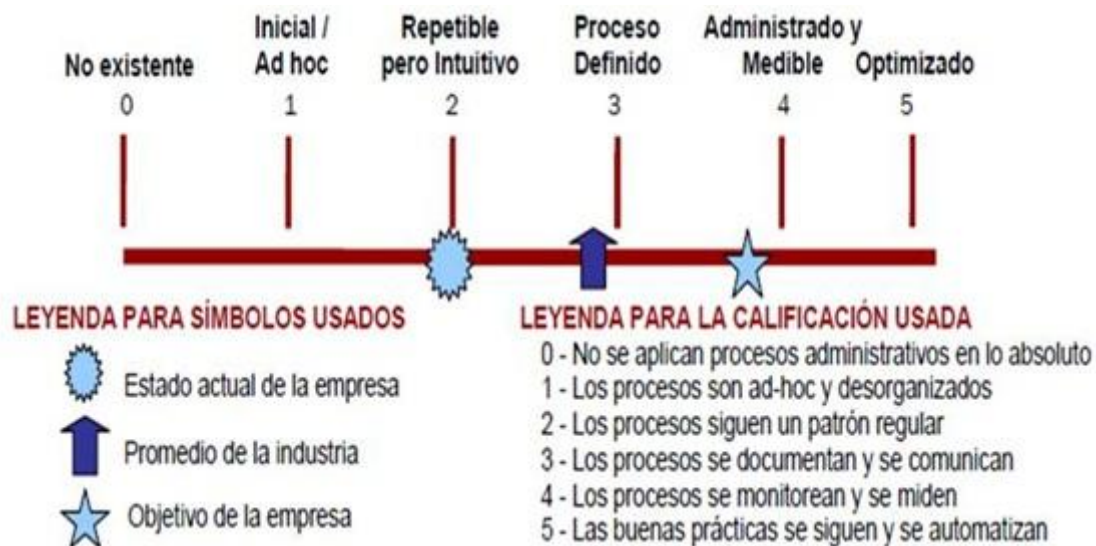 No existente
Inicial /
Ad hoc
Repetible
pero Intuitivo
Proceso
Definido
Administrado y
Medible
Optimizado
0 1 2 3 4 5
LEYENDA PARA SÍMBOLOS USADOS
Estado actual de la empresa
Promedio de la industria
Objetivo de la empresa
LEYENDA PARA LA CALIFICACIÓN USADA
0 - No se aplican procesos administrativos en lo absoluto
1 - Los procesos son ad-hoc y desorganizados
2 - Los procesos siguen un patrón regular
3 - Los procesos se documentan y se comunican
4 - Los procesos se monitorean y se miden
5 - Las buenas prácticas se siguen y se automatizan